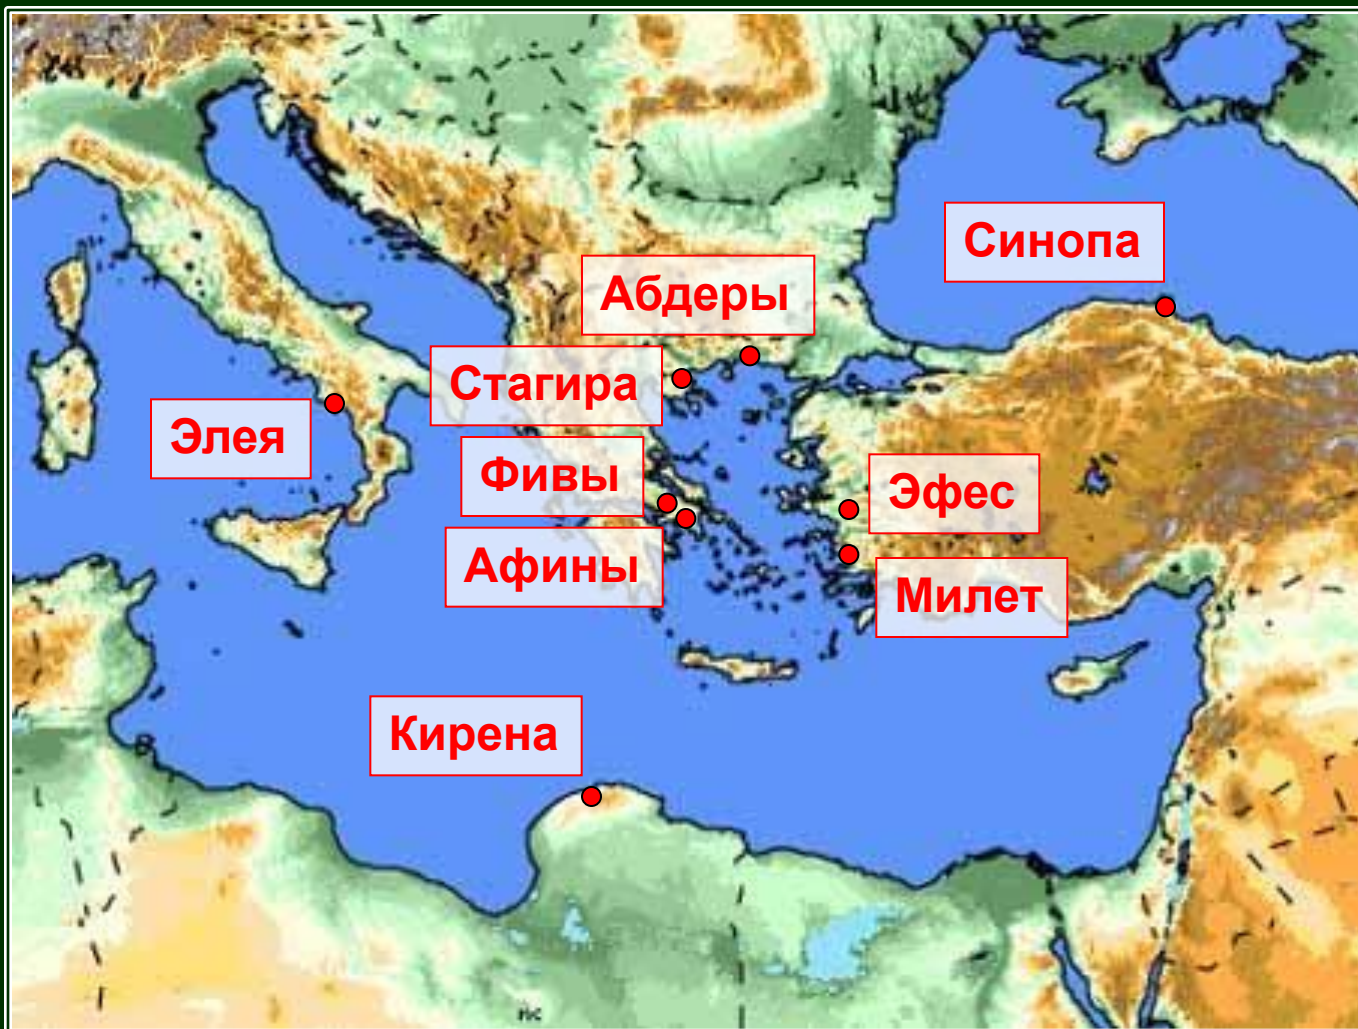 Синопа
Абдеры
Стагира
Элея
Фивы
Эфес
Афины
Милет
Кирена